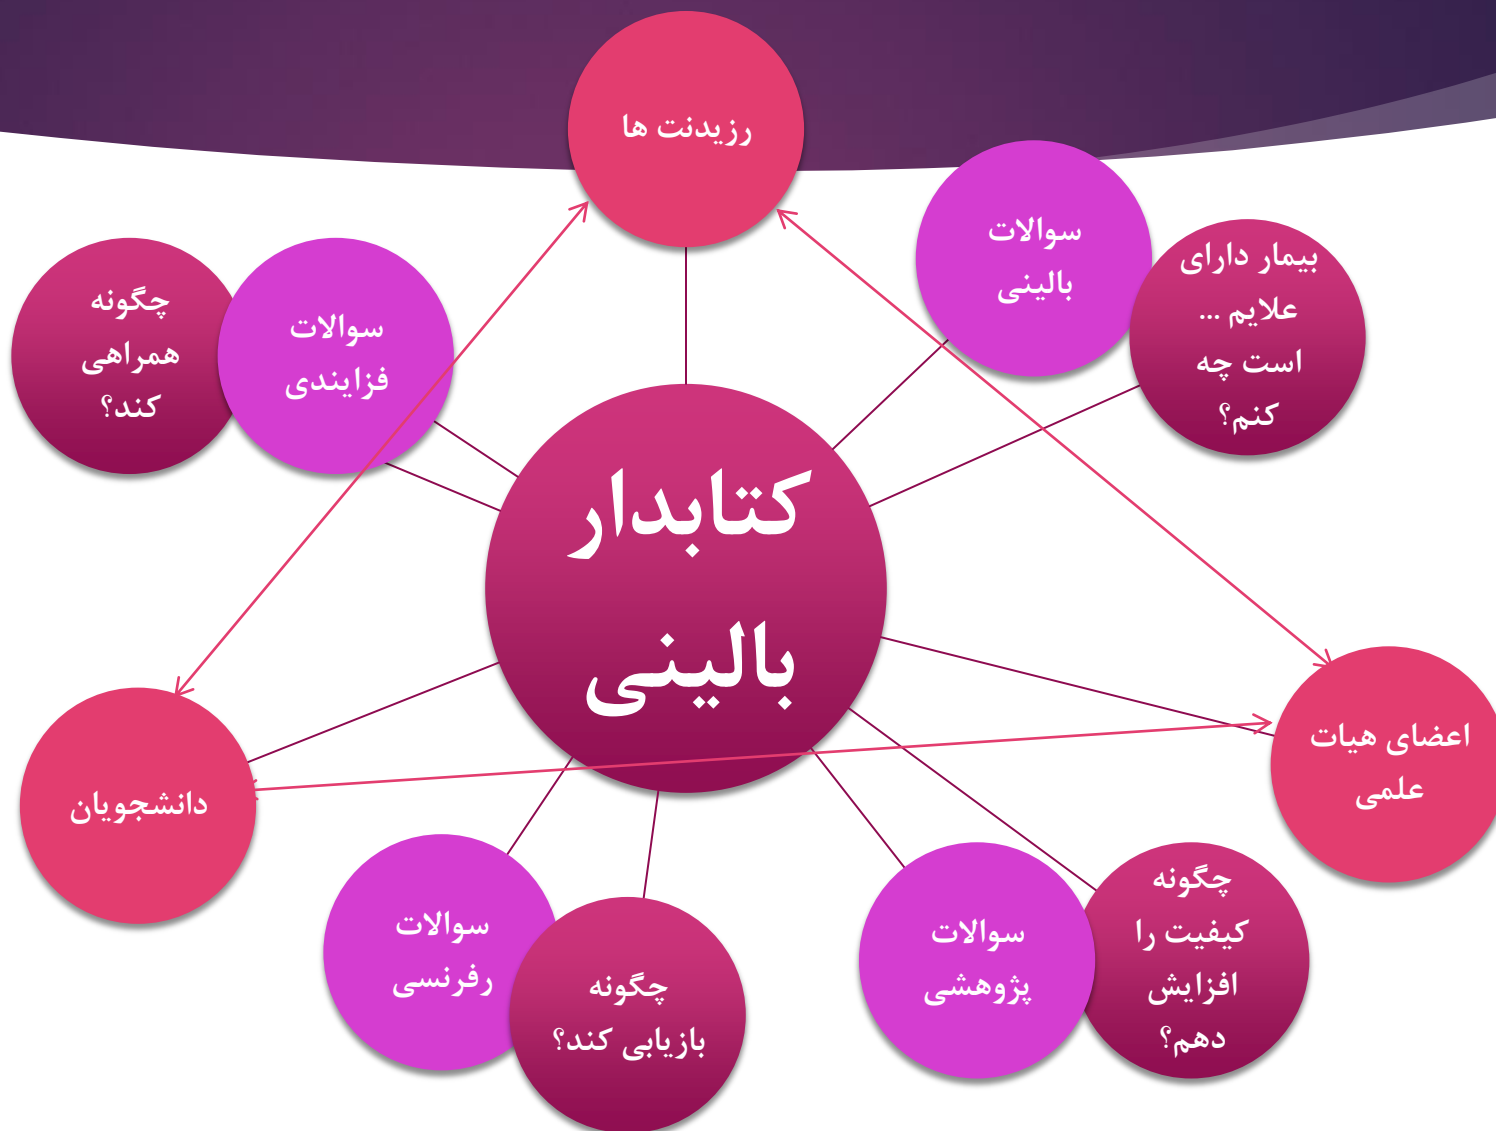 رزیدنت ها
سوالات
بالینی
بیمار دارای
علایم ...
است چه
کنم؟
چگونه
همراهی
کند؟
سوالات
فزایندی
کتابدار
بالینی
اعضای هیات
علمی
دانشجویان
سوالات
رفرنسی
چگونه
بازیابی کند؟
سوالات
پژوهشی
چگونه
کیفیت را
افزایش
دهم؟